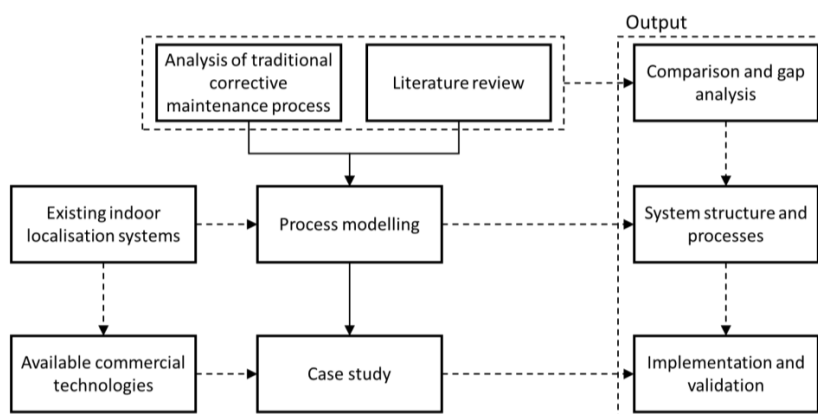 Output
Analysis of traditional
corrective
maintenance process
Literature review
Comparison and gap
analysis
Existing indoor
localisation systems
Process modelling
System structure and
processes
Available commercial
technologies
Case study
Implementation and
validation